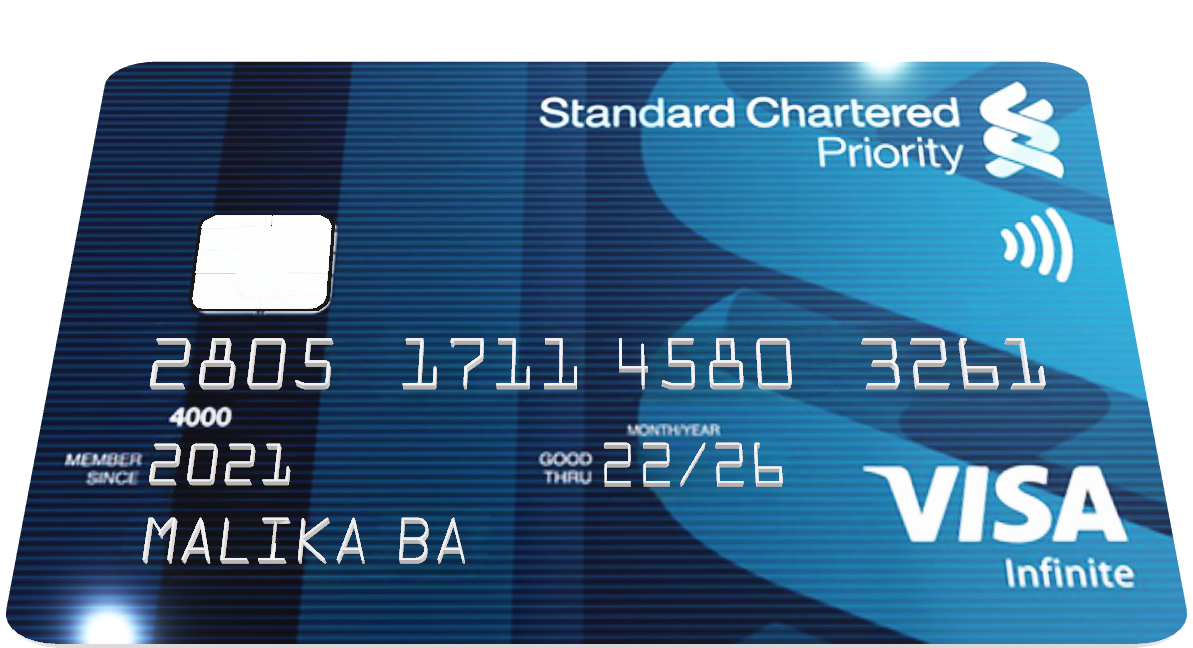 Standard Chartered
Priority
2805 1711 4580 3261
4000
MONTH/YEAR
MEMBER SINCE 2021 GOOD THRU 22/26
MALIKA BA
VISA
Infinite